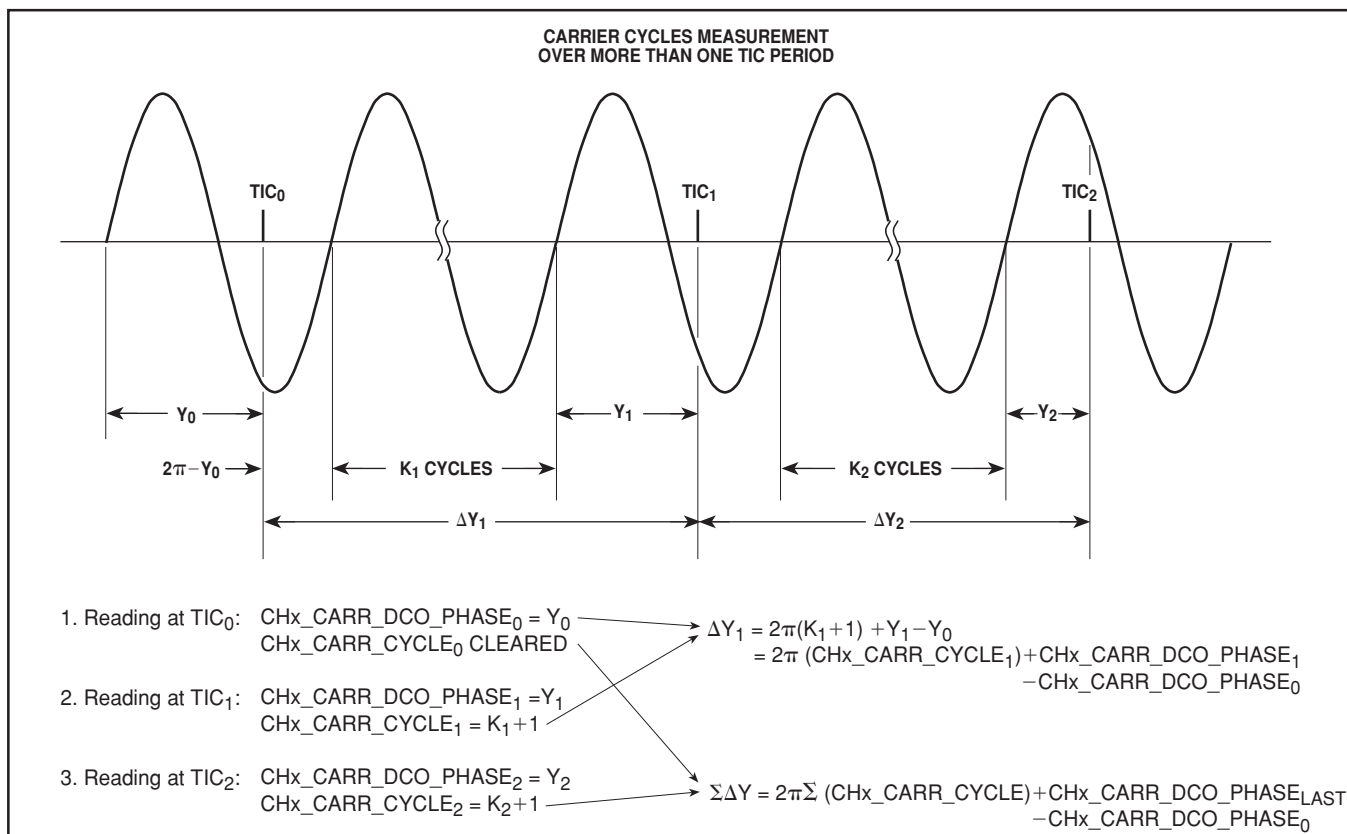 CARRIER CYCLES MEASUREMENT
OVER MORE THAN ONE TIC PERIOD
TIC₀ TIC₁ TIC₂
Y₀ Y₁ Y₂
2π−Y₀ K₁ CYCLES K₂ CYCLES
ΔY₁ ΔY₂
1. Reading at TIC₀: CHx_CARR_DCO_PHASE₀ = Y₀
CHx_CARR_CYCLE₀ CLEARED
ΔY₁ = 2π(K₁+1) +Y₁−Y₀
= 2π (CHx_CARR_CYCLE₁)+CHx_CARR_DCO_PHASE₁
−CHx_CARR_DCO_PHASE₀
2. Reading at TIC₁: CHx_CARR_DCO_PHASE₁ =Y₁
CHx_CARR_CYCLE₁ = K₁+1
3. Reading at TIC₂: CHx_CARR_DCO_PHASE₂ = Y₂
CHx_CARR_CYCLE₂ = K₂+1
ΣΔY = 2πΣ (CHx_CARR_CYCLE)+CHx_CARR_DCO_PHASE_LAST
−CHx_CARR_DCO_PHASE₀